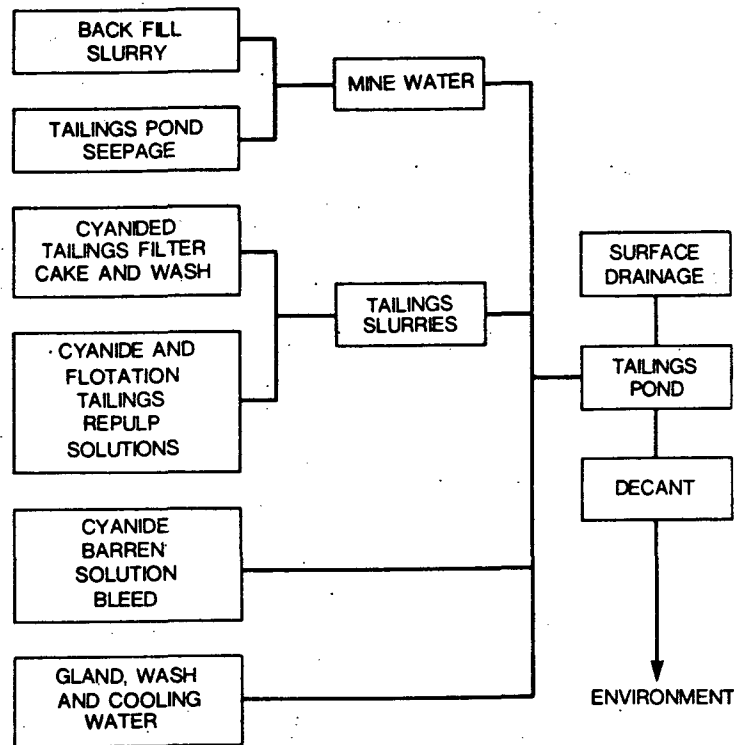 BACK FILL
SLURRY
MINE WATER
TAILINGS POND
SEEPAGE
CYANIDED
TAILINGS FILTER
CAKE AND WASH
TAILINGS
SLURRIES
CYANIDE AND
FLOTATION
TAILINGS
REPULP
SOLUTIONS
CYANIDE
BARREN
SOLUTION
BLEED
GLAND, WASH
AND COOLING
WATER
SURFACE
DRAINAGE
TAILINGS
POND
DECANT
ENVIRONMENT